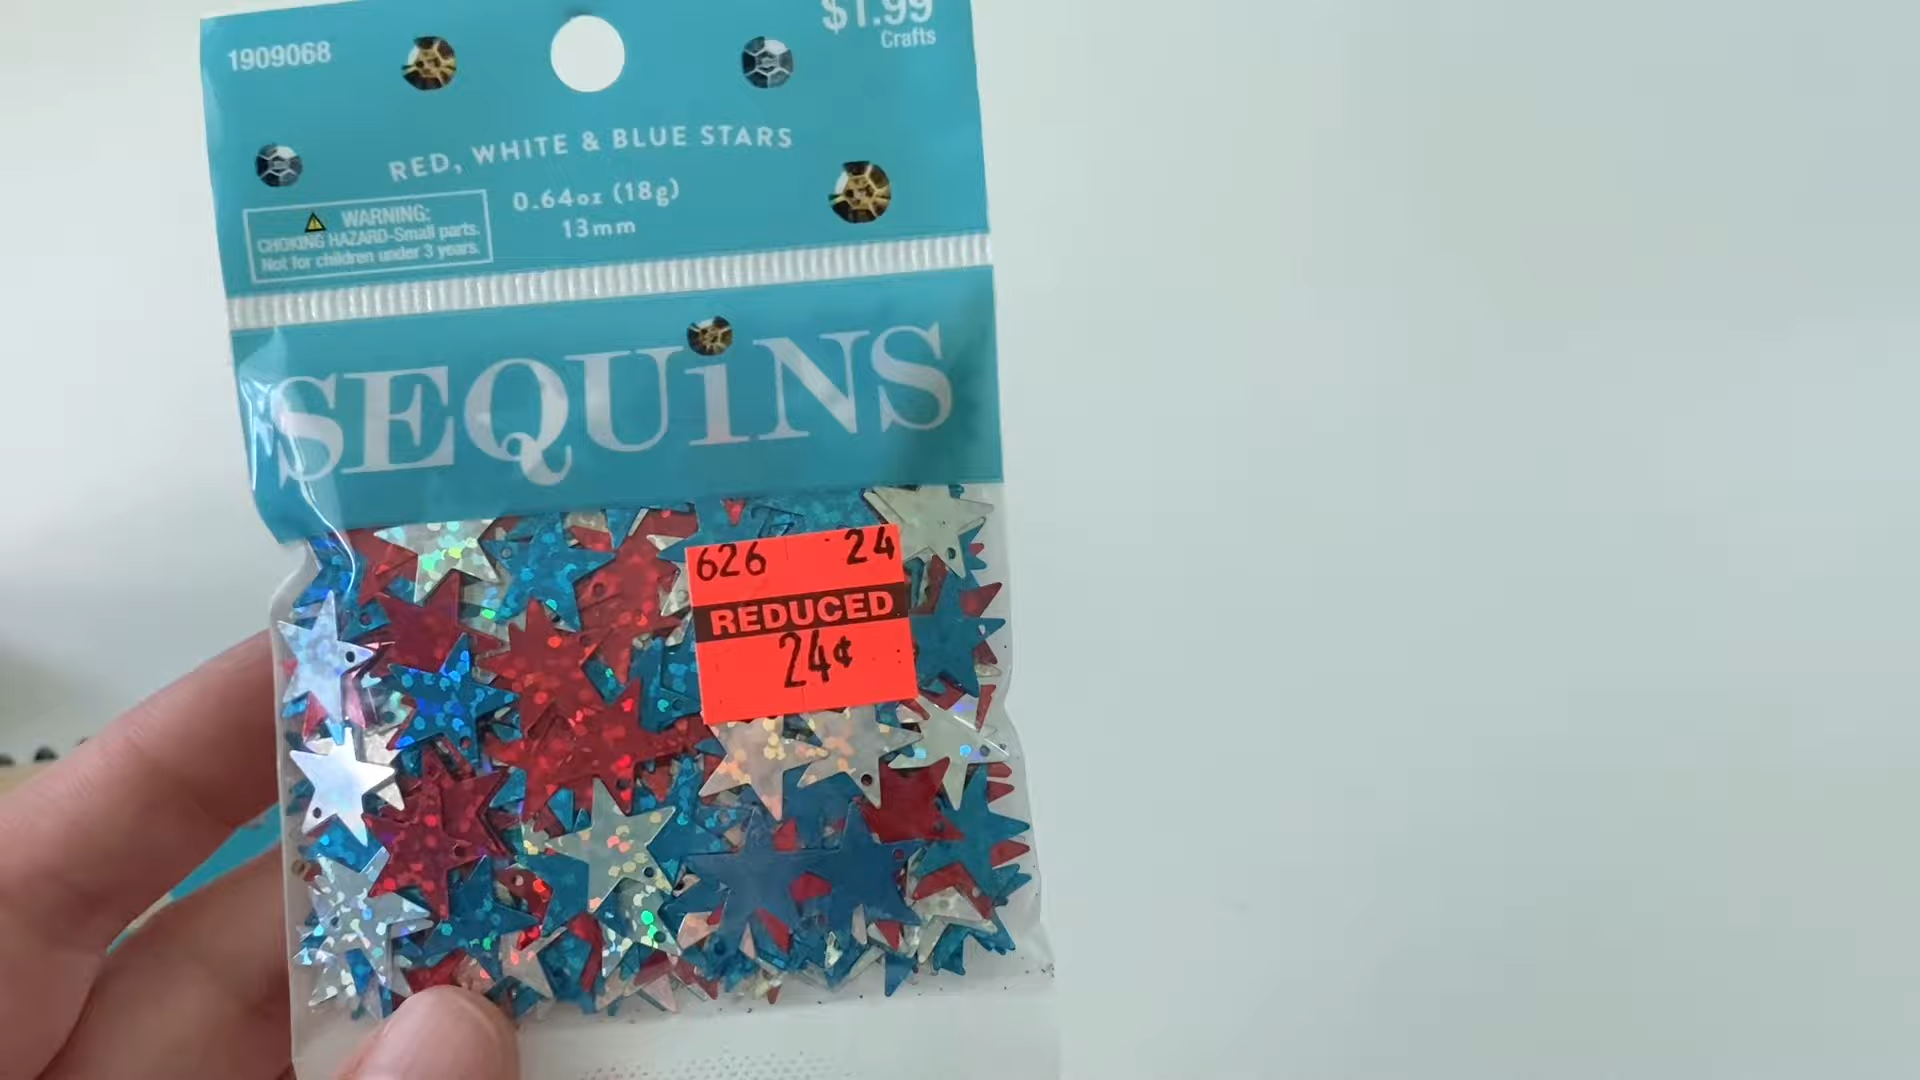 1909068
$1.99
Crafts
RED, WHITE & BLUE STARS
0.64oz (18g)
13mm
WARNING:
CHOKING HAZARD-Small parts.
Not for children under 3 years.
SEQUiNS
626 24
REDUCED
24¢